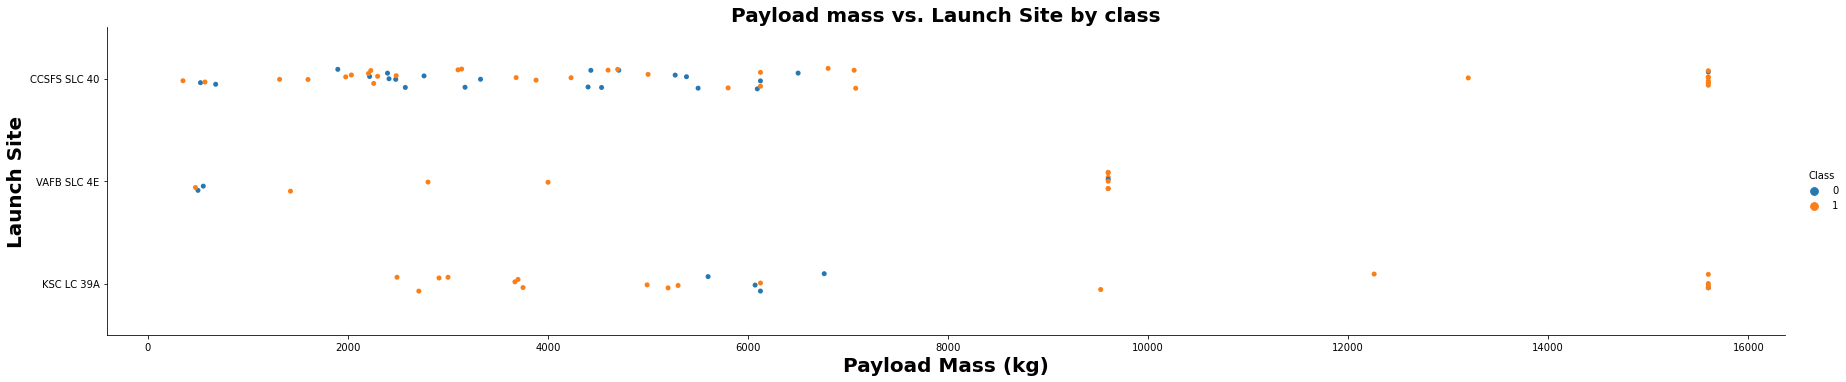 Payload mass vs. Launch Site by class
Launch Site
CCSFS SLC 40
VAFB SLC 4E
KSC LC 39A
0 2000 4000 6000 8000 10000 12000 14000 16000
Payload Mass (kg)
Class
0
1